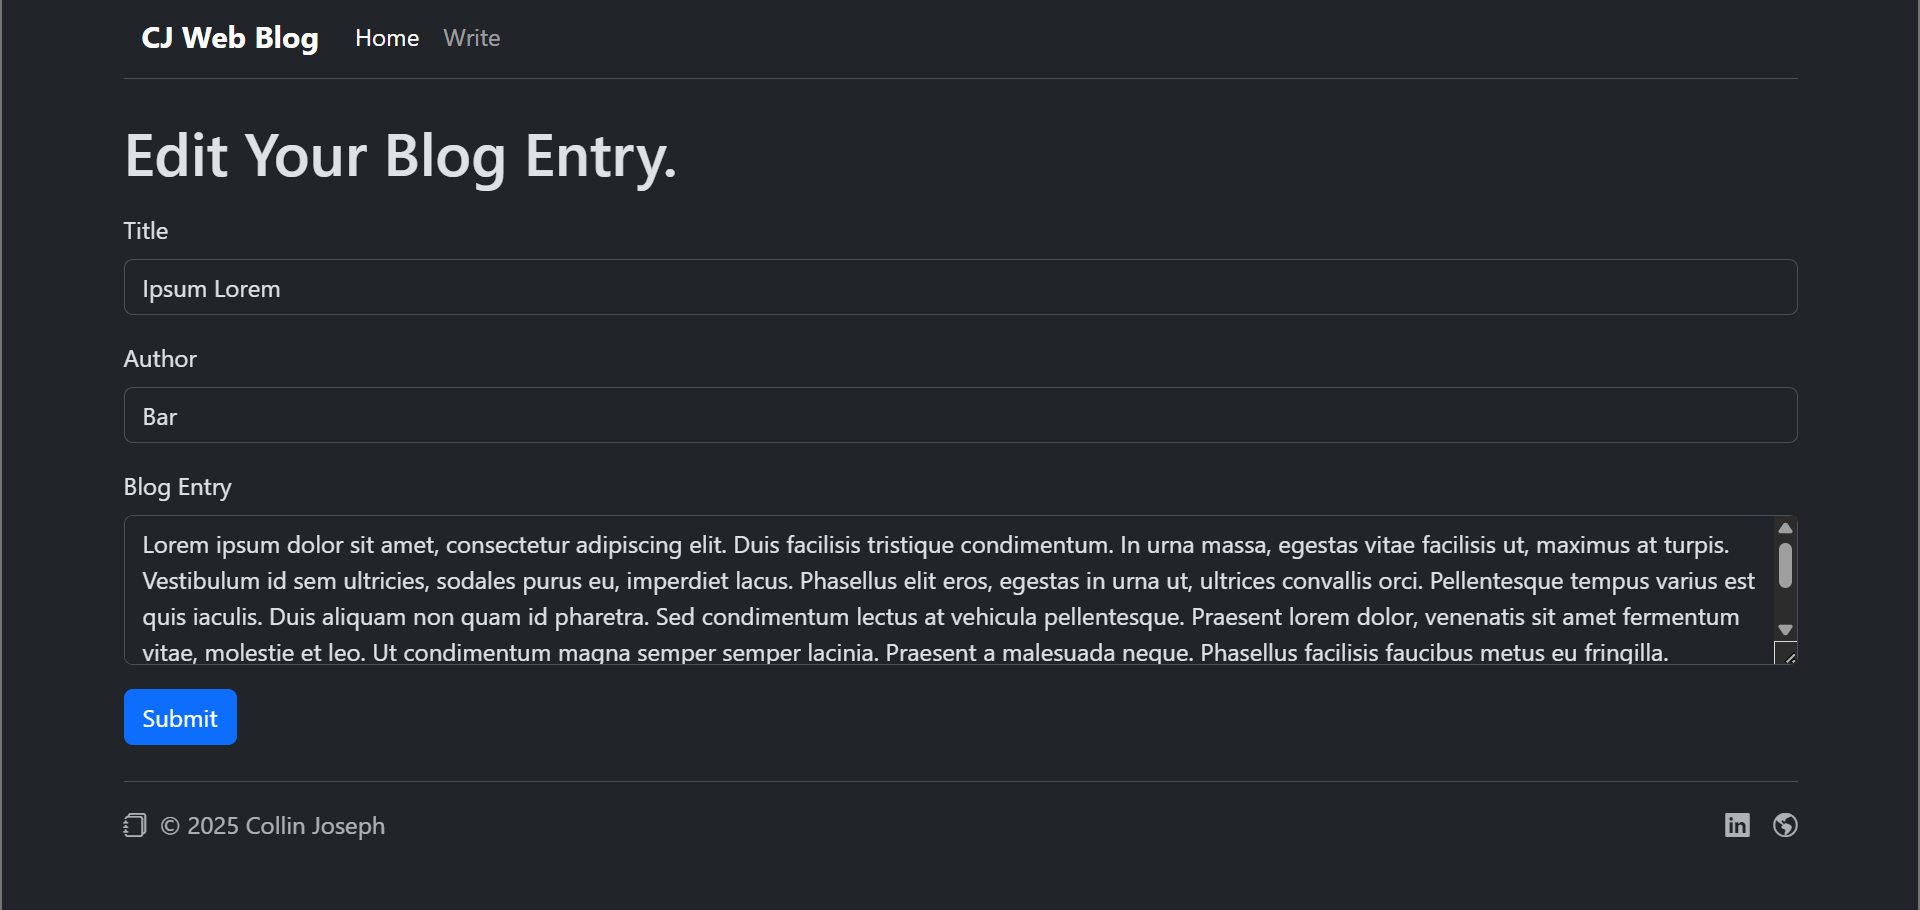 CJ Web Blog Home Write
Edit Your Blog Entry.
Title
Ipsum Lorem
Author
Bar
Blog Entry
Lorem ipsum dolor sit amet, consectetur adipiscing elit. Duis facilisis tristique condimentum. In urna massa, egestas vitae facilisis ut, maximus at turpis.
Vestibulum id sem ultricies, sodales purus eu, imperdiet lacus. Phasellus elit eros, egestas in urna ut, ultrices convallis orci. Pellentesque tempus varius est
quis iaculis. Duis aliquam non quam id pharetra. Sed condimentum lectus at vehicula pellentesque. Praesent lorem dolor, venenatis sit amet fermentum
vitae, molestie et leo. Ut condimentum magna semper semper lacinia. Praesent a malesuada neque. Phasellus facilisis faucibus metus eu fringilla.
Submit
© 2025 Collin Joseph in